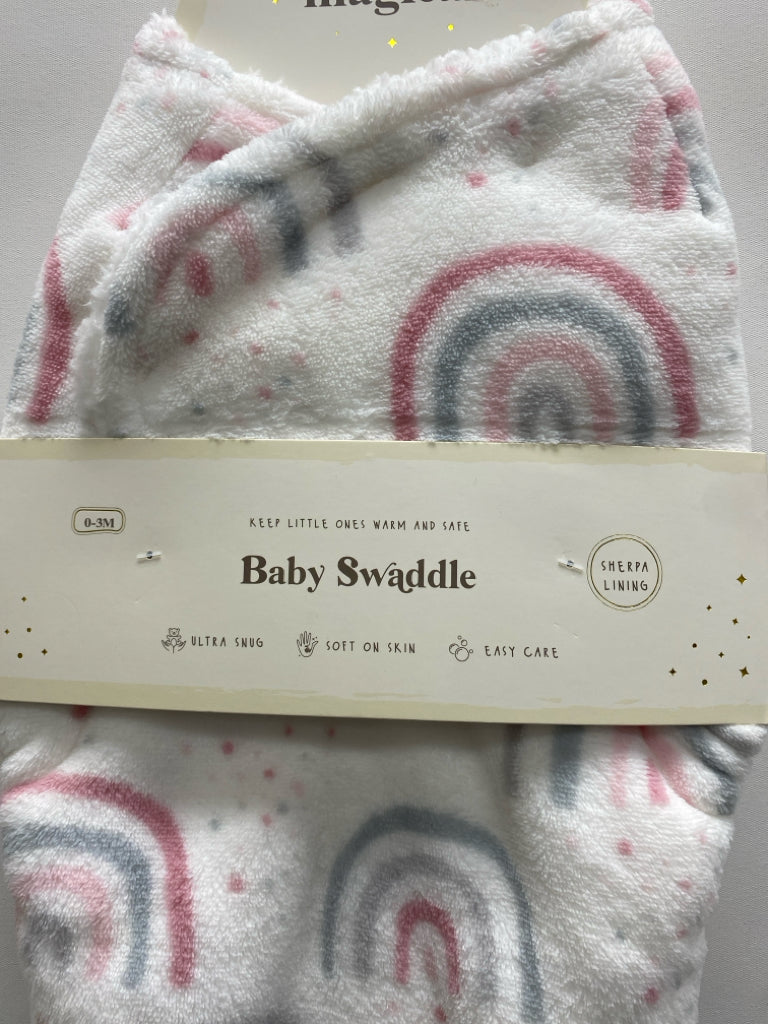 magical
0-3M
KEEP LITTLE ONES WARM AND SAFE
Baby Swaddle
SHERPA
LINING
ULTRA SNUG
SOFT ON SKIN
EASY CARE